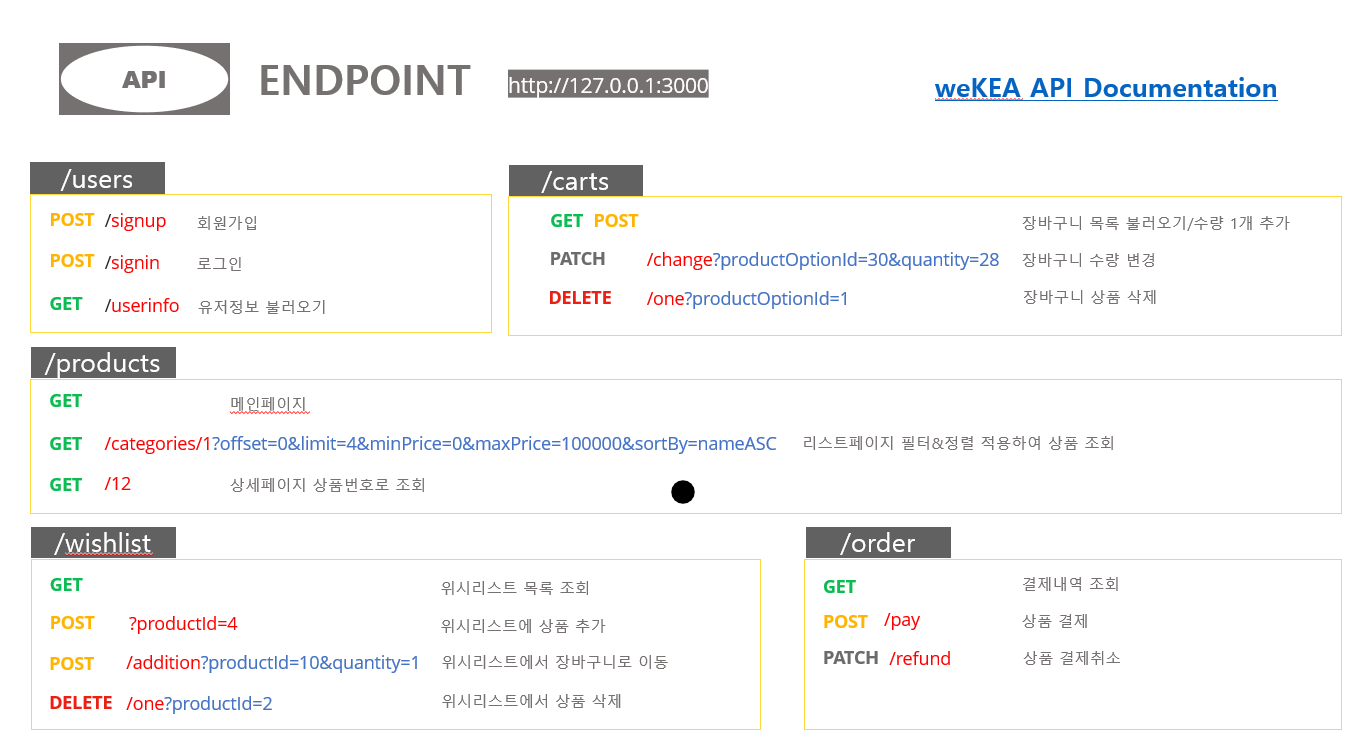 API ENDPOINT http://127.0.0.1:3000 weKEA API Documentation
/users
POST /signup 회원가입
POST /signin 로그인
GET /userinfo 유저정보 불러오기
/carts
GET POST 장바구니 목록 불러오기/수량 1개 추가
PATCH /change?productOptionId=30&quantity=28 장바구니 수량 변경
DELETE /one?productOptionId=1 장바구니 상품 삭제
/products
GET 메인페이지
GET /categories/1?offset=0&limit=4&minPrice=0&maxPrice=100000&sortBy=nameASC 리스트페이지 필터&정렬 적용하여 상품 조회
GET /12 상세페이지 상품번호로 조회
/wishlist
GET 위시리스트 목록 조회
POST ?productId=4 위시리스트에 상품 추가
POST /addition?productId=10&quantity=1 위시리스트에서 장바구니로 이동
DELETE /one?productId=2 위시리스트에서 상품 삭제
/order
GET 결제내역 조회
POST /pay 상품 결제
PATCH /refund 상품 결제취소